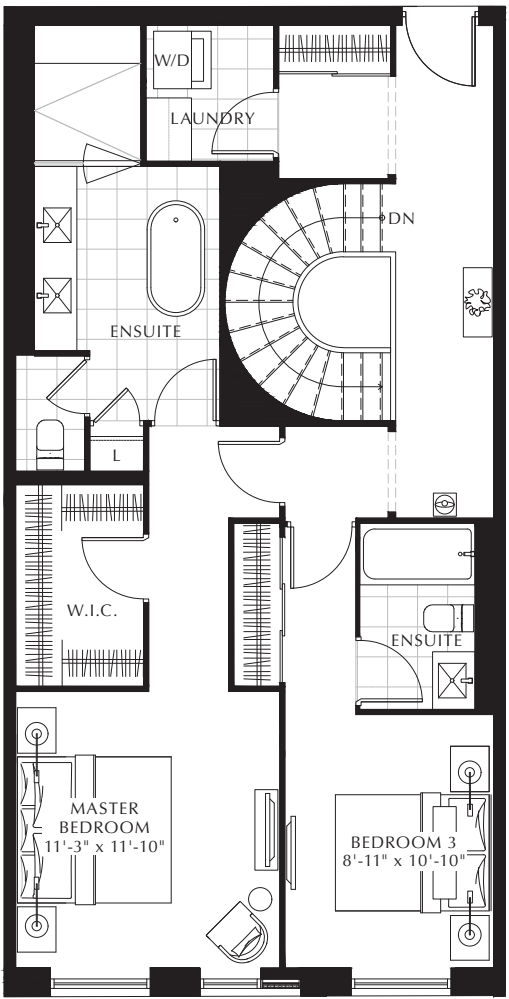 W/D
LAUNDRY
DN
ENSUITE
L
W.I.C.
ENSUITE
MASTER
BEDROOM
11'-3" x 11'-10"
BEDROOM 3
8'-11" x 10'-10"